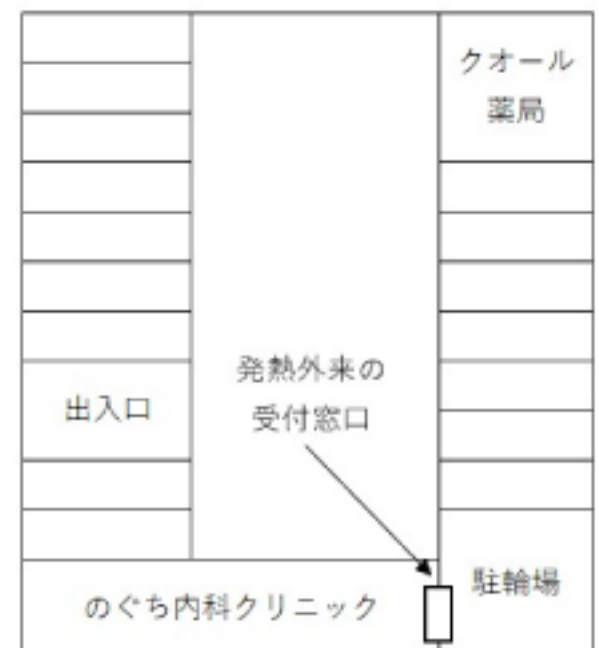 クオール
薬局
発熱外来の
受付窓口
出入口
駐輪場
のぐち内科クリニック